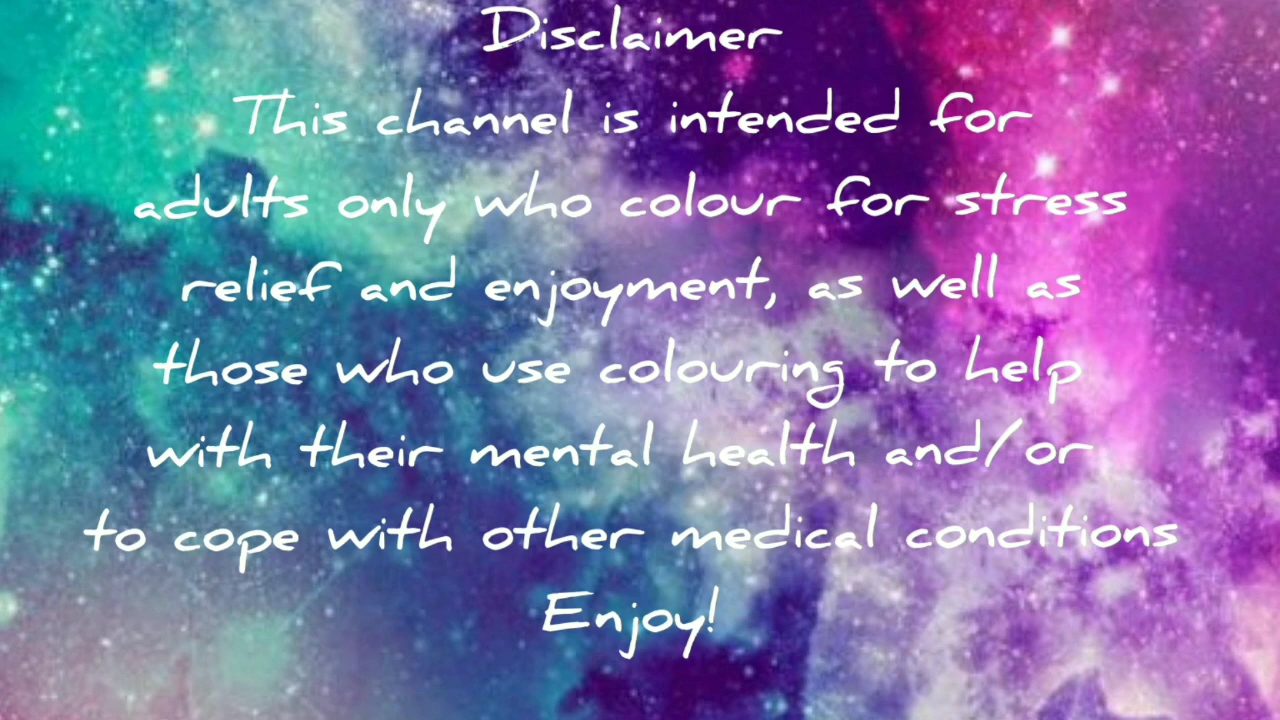 Disclaimer
This channel is intended for
adults only who colour for stress
relief and enjoyment, as well as
those who use colouring to help
with their mental health and/or
to cope with other medical conditions
Enjoy!